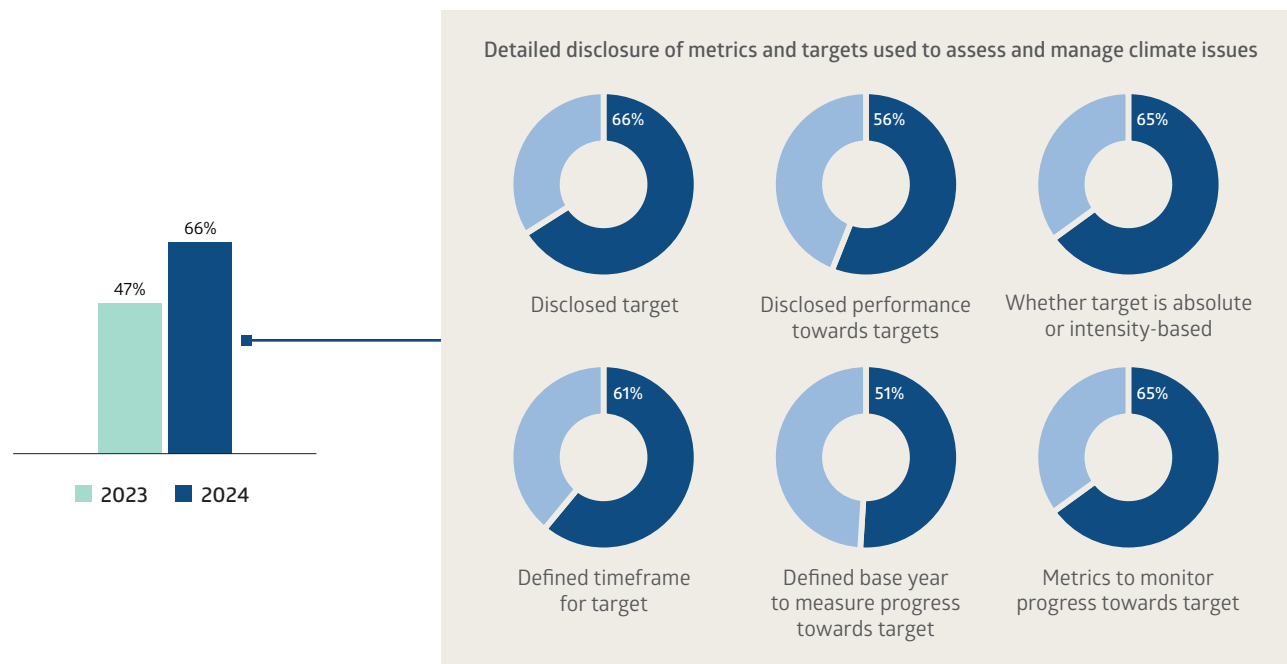 47%
66%
2023
2024
Detailed disclosure of metrics and targets used to assess and manage climate issues
66%
Disclosed target
56%
Disclosed performance
towards targets
65%
Whether target is absolute
or intensity-based
61%
Defined timeframe
for target
51%
Defined base year
to measure progress
towards target
65%
Metrics to monitor
progress towards target